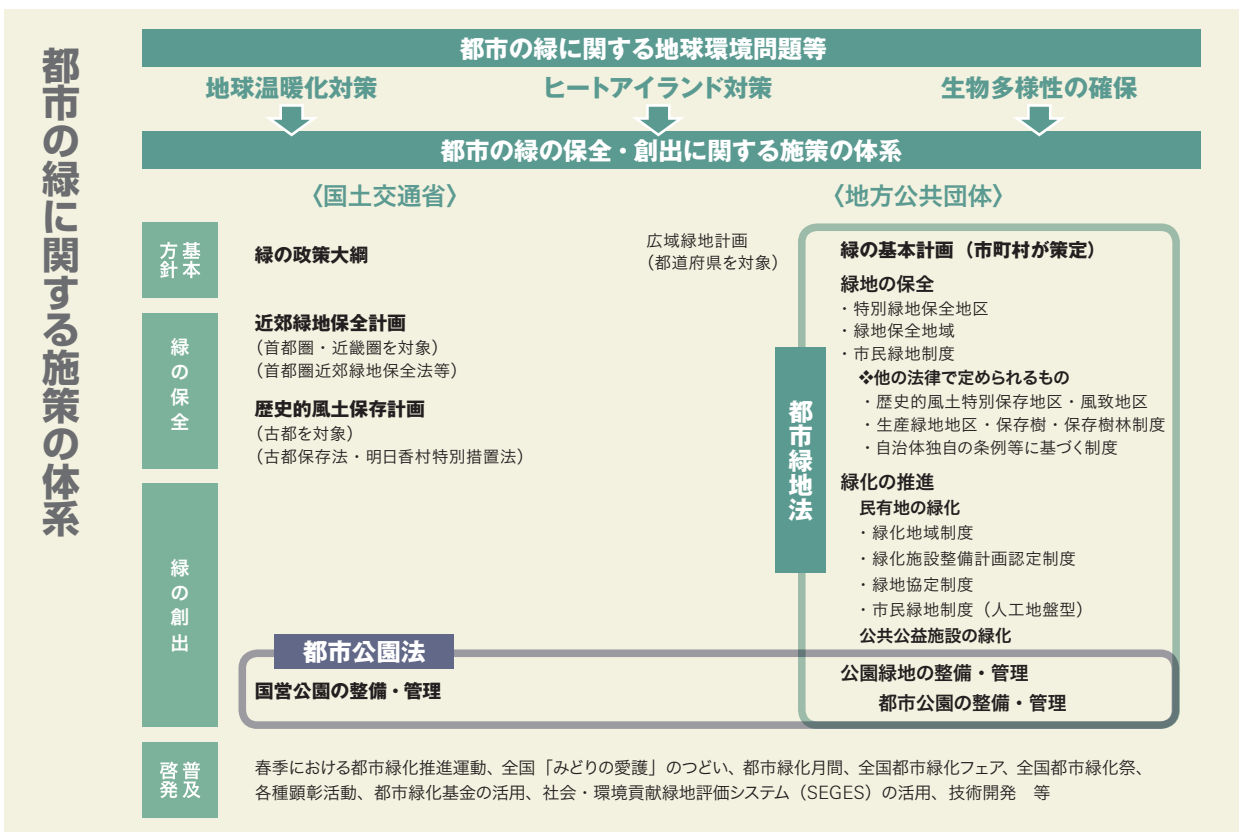 都市の緑に関する施策の体系
都市の緑に関する地球環境問題等
地球温暖化対策
ヒートアイランド対策
生物多様性の確保
都市の緑の保全・創出に関する施策の体系
〈国土交通省〉
〈地方公共団体〉
基本
方針
緑の政策大綱
広域緑地計画
(都道府県を対象)
緑の基本計画（市町村が策定）
緑の保全
近郊緑地保全計画
(首都圏・近畿圏を対象)
(首都圏近郊緑地保全法等)
歴史的風土保存計画
(古都を対象)
(古都保存法・明日香村特別措置法)
都市緑地法
緑地の保全
・特別緑地保全地区
・緑地保全地域
・市民緑地制度
❖他の法律で定められるもの
・歴史的風土特別保存地区・風致地区
・生産緑地地区・保存樹・保存樹林制度
・自治体独自の条例等に基づく制度
緑の創出
緑化の推進
民有地の緑化
・緑化地域制度
・緑化施設整備計画認定制度
・緑地協定制度
・市民緑地制度（人工地盤型）
公共公益施設の緑化
都市公園法
国営公園の整備・管理
公園緑地の整備・管理
都市公園の整備・管理
普及
啓発
春季における都市緑化推進運動、全国「みどりの愛護」のつどい、都市緑化月間、全国都市緑化フェア、全国都市緑化祭、
各種顕彰活動、都市緑化基金の活用、社会・環境貢献緑地評価システム（SEGES）の活用、技術開発　等